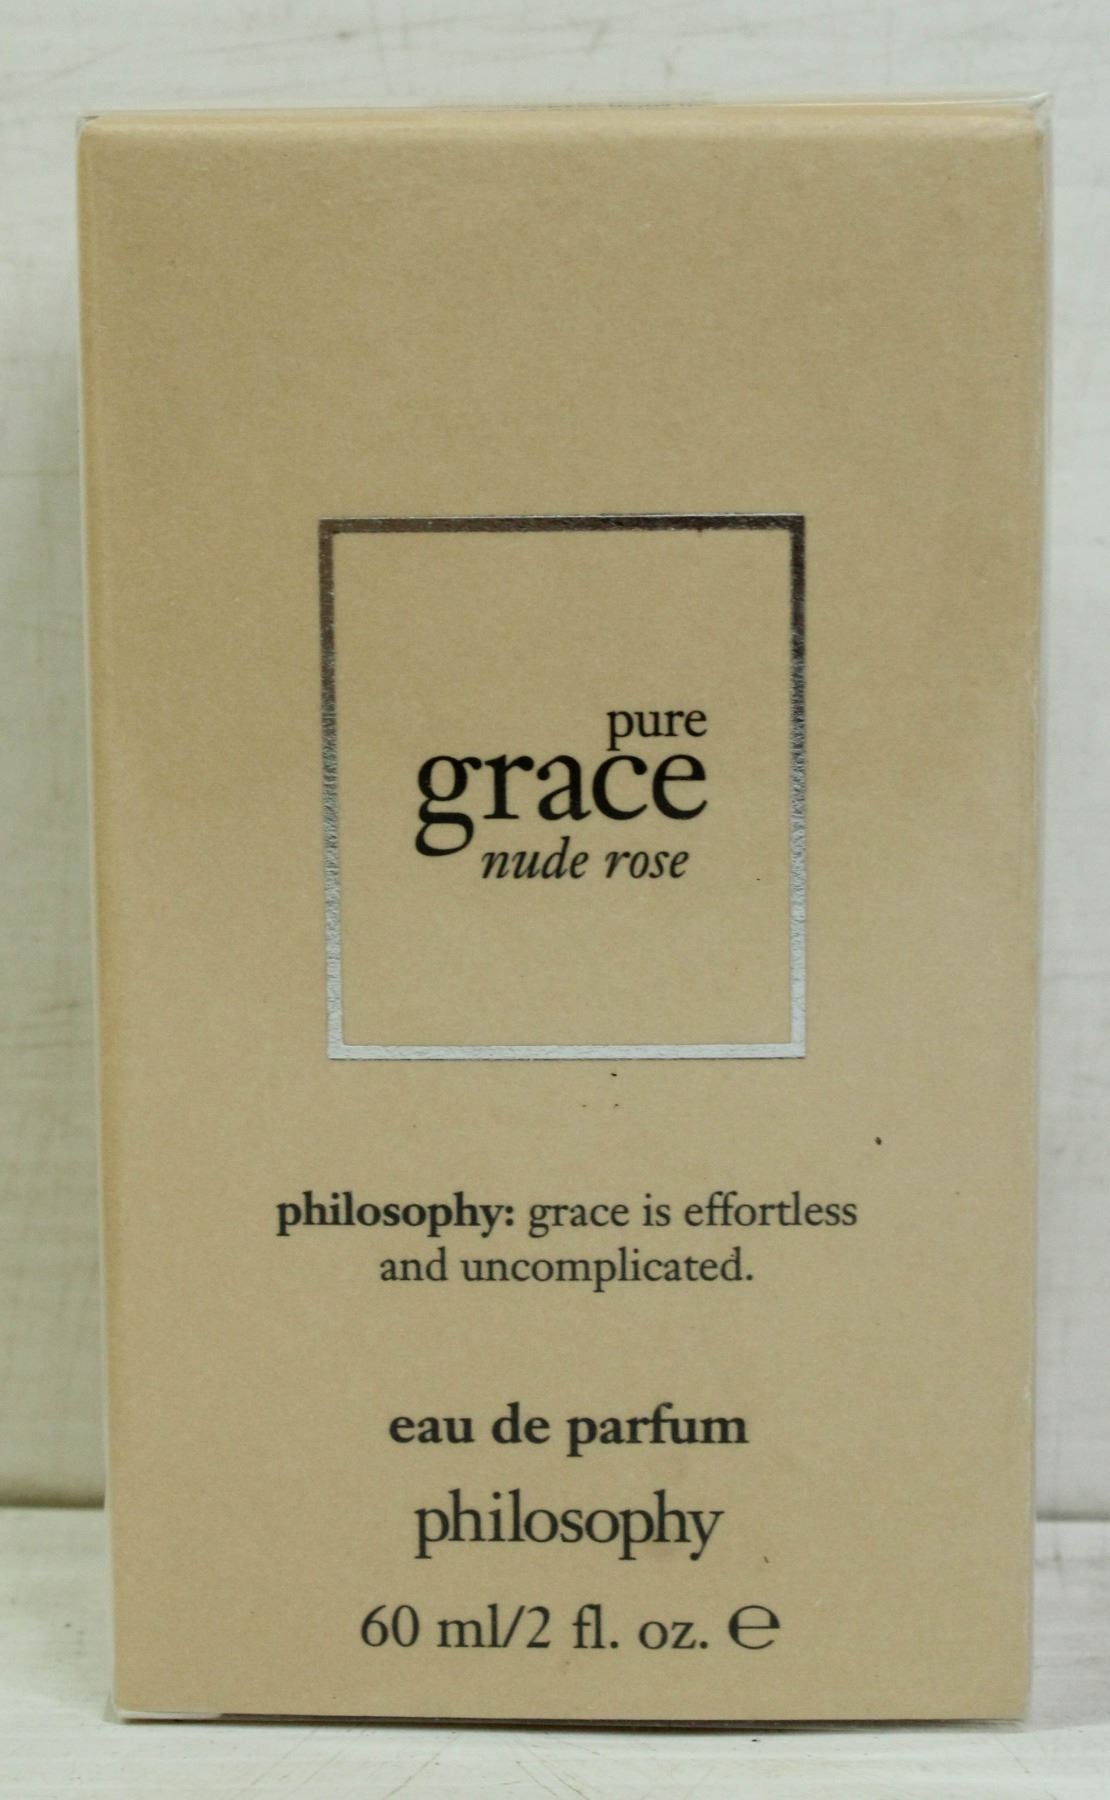 pure
grace
nude rose
philosophy: grace is effortless
and uncomplicated.
eau de parfum
philosophy
60 ml/2 fl. oz. ℮